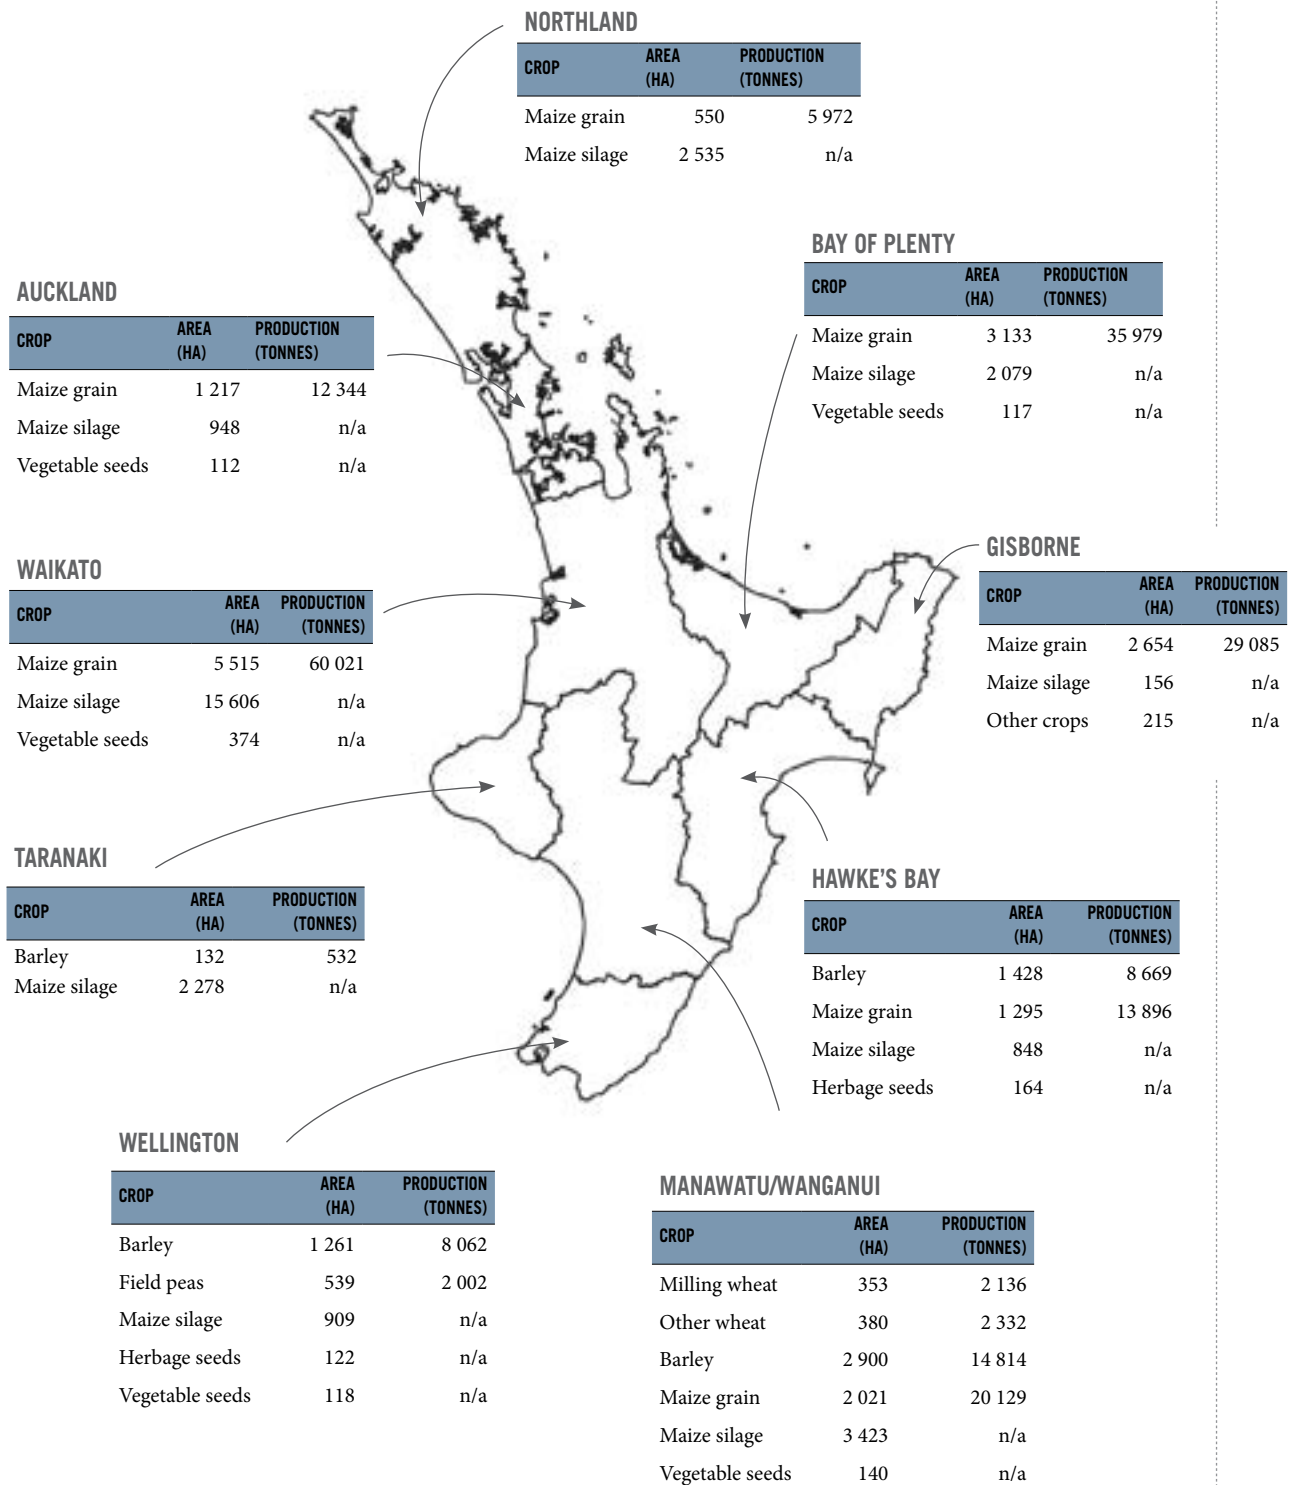 NORTHLAND
CROP AREA (HA) PRODUCTION (TONNES)
Maize grain 550 5 972
Maize silage 2 535 n/a
BAY OF PLENTY
CROP AREA (HA) PRODUCTION (TONNES)
Maize grain 3 133 35 979
Maize silage 2 079 n/a
Vegetable seeds 117 n/a
AUCKLAND
CROP AREA (HA) PRODUCTION (TONNES)
Maize grain 1 217 12 344
Maize silage 948 n/a
Vegetable seeds 112 n/a
GISBORNE
CROP AREA (HA) PRODUCTION (TONNES)
Maize grain 2 654 29 085
Maize silage 156 n/a
Other crops 215 n/a
WAIKATO
CROP AREA (HA) PRODUCTION (TONNES)
Maize grain 5 515 60 021
Maize silage 15 606 n/a
Vegetable seeds 374 n/a
TARANAKI
CROP AREA (HA) PRODUCTION (TONNES)
Barley 132 532
Maize silage 2 278 n/a
HAWKE'S BAY
CROP AREA (HA) PRODUCTION (TONNES)
Barley 1 428 8 669
Maize grain 1 295 13 896
Maize silage 848 n/a
Herbage seeds 164 n/a
WELLINGTON
CROP AREA (HA) PRODUCTION (TONNES)
Barley 1 261 8 062
Field peas 539 2 002
Maize silage 909 n/a
Herbage seeds 122 n/a
Vegetable seeds 118 n/a
MANAWATU/WANGANUI
CROP AREA (HA) PRODUCTION (TONNES)
Milling wheat 353 2 136
Other wheat 380 2 332
Barley 2 900 14 814
Maize grain 2 021 20 129
Maize silage 3 423 n/a
Vegetable seeds 140 n/a